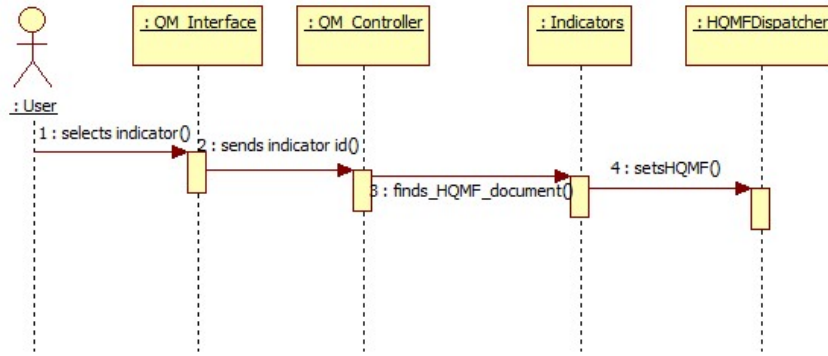 : QM_Interface
: QM_Controller
: Indicators
: HQMFDispatcher
: User
1 : selects indicator()
2 : sends indicator id()
3 : finds_HQMF_document()
4 : setsHQMF()